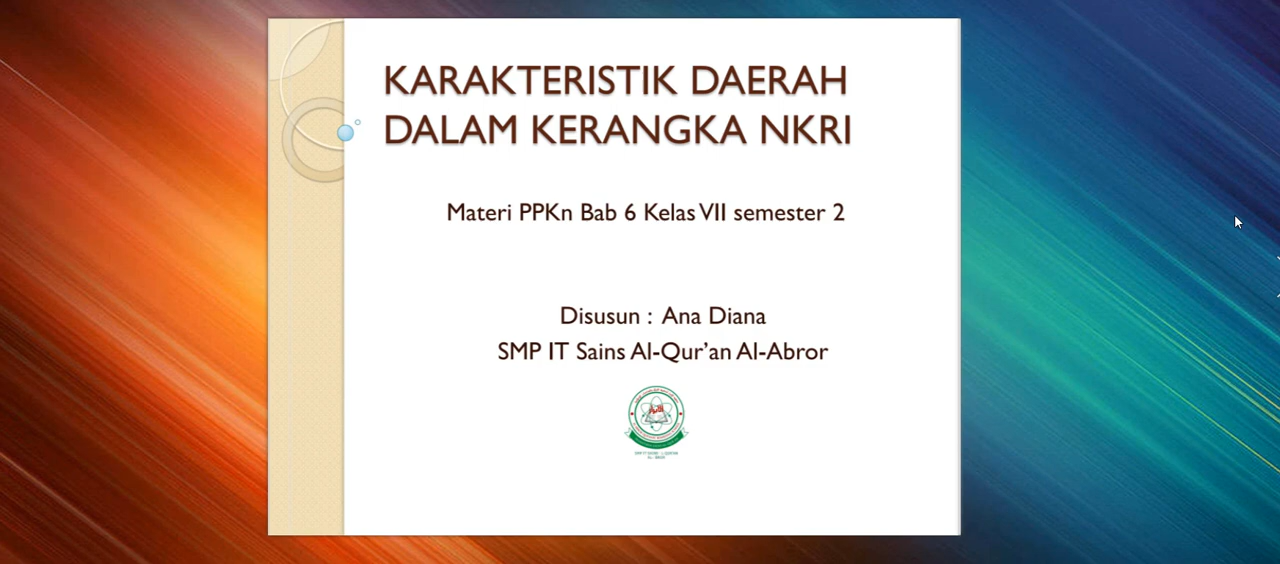 KARAKTERISTIK DAERAH
DALAM KERANGKA NKRI
Materi PPKn Bab 6 Kelas VII semester 2
Disusun : Ana Diana
SMP IT Sains Al-Qur’an Al-Abror